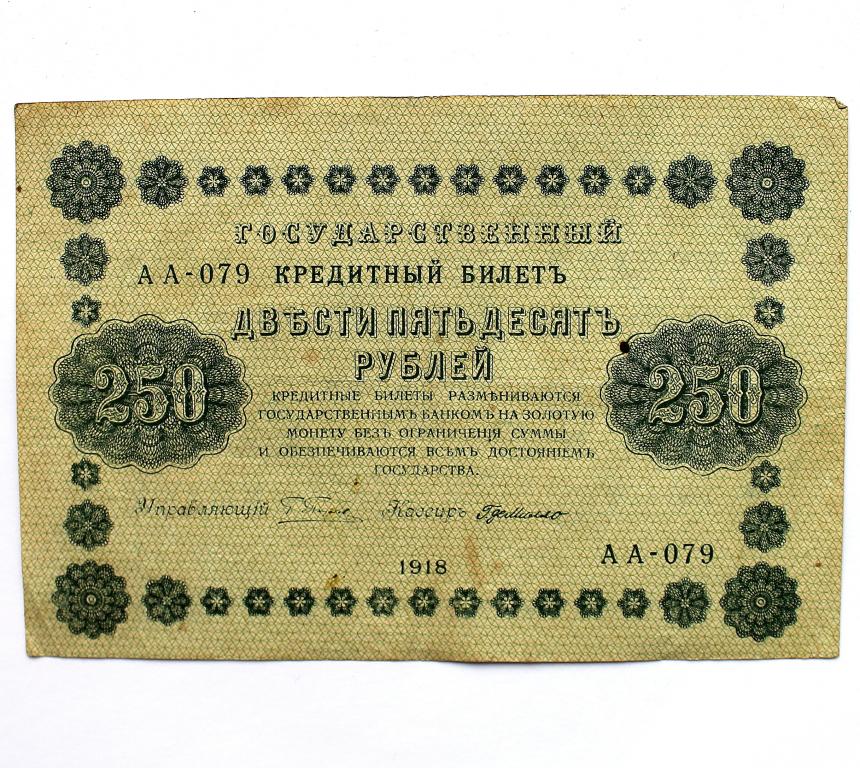 ГОСУДАРСТВЕННЫЙ
АА-079 КРЕДИТНЫЙ БИЛЕТЪ
ДВѢСТИ ПЯТЬДЕСЯТЪ
РУБЛЕЙ
250
250
КРЕДИТНЫЕ БИЛЕТЫ РАЗМѢНИВАЮТСЯ
ГОСУДАРСТВЕННЫМЪ БАНКОМЪ НА ЗОЛОТУЮ
МОНЕТУ БЕЗЪ ОГРАНИЧЕНІЯ СУММЫ
И ОБЕЗПЕЧИВАЮТСЯ ВСѢМЪ ДОСТОЯНІЕМЪ
ГОСУДАРСТВА.
Управляющій Кассиръ
АА-079
1918